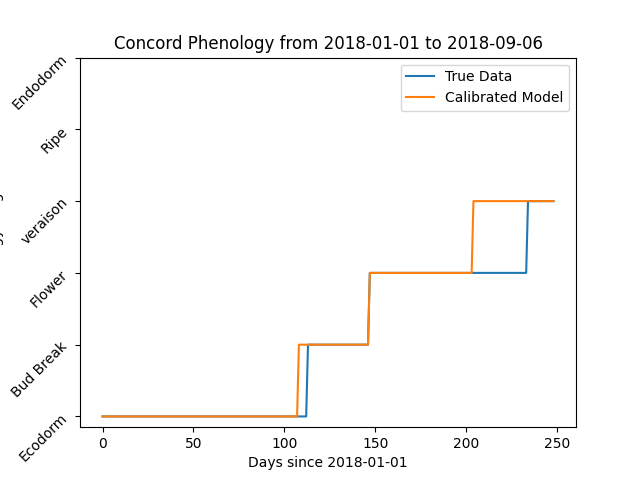 Concord Phenology from 2018-01-01 to 2018-09-06
True Data
Calibrated Model
Endodorm
Ripe
veraison
Flower
Bud Break
Ecodorm
0 50 100 150 200 250
Days since 2018-01-01